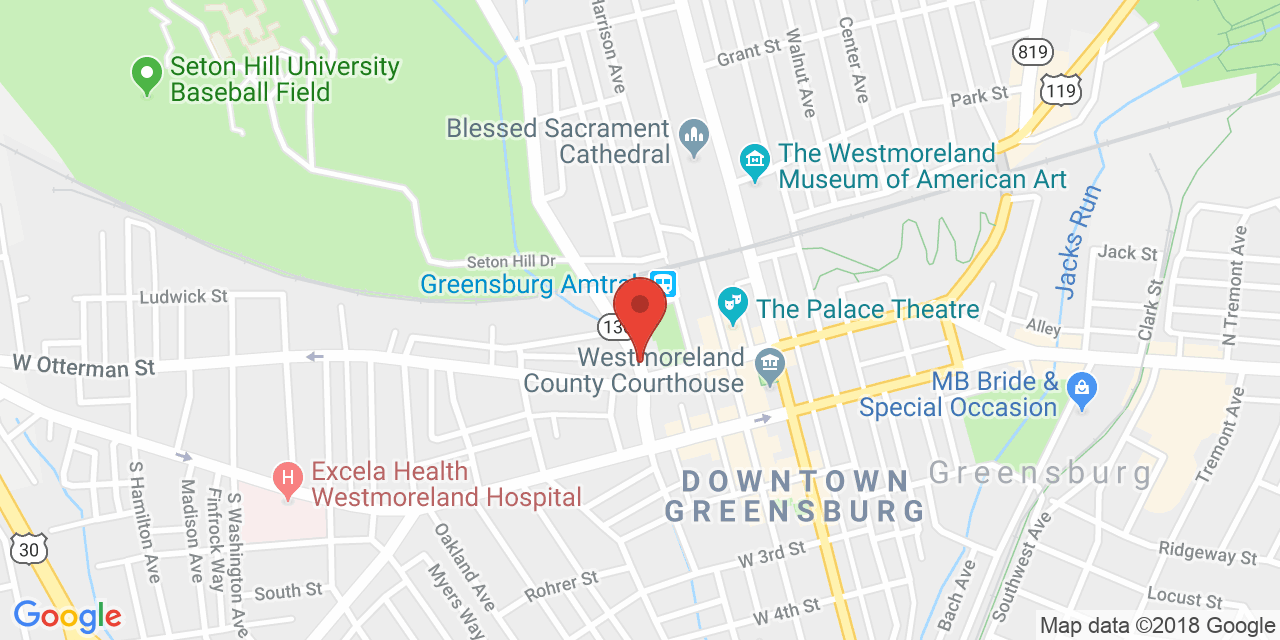 Harrison Ave
Grant St
Walnut Ave
Center Ave
819
119
Park St
Seton Hill University
Baseball Field
Blessed Sacrament
Cathedral
The Westmoreland
Museum of American Art
Jacks Run
Jack St
N Tremont Ave
Clark St
Seton Hill Dr
Greensburg Amtrak
Ludwick St
The Palace Theatre
Alley
W Otterman St
Westmoreland
County Courthouse
MB Bride &
Special Occasion
Tremont Ave
Greensburg
Excela Health
Westmoreland Hospital
DOWNTOWN
GREENSBURG
S Hamilton Ave
Madison Ave
Finfrock Way
S Washington Ave
30
Oakland Ave
Myers Way
South St
Rohrer St
W 3rd St
W 4th St
Bach Ave
Southwest Ave
Ridgeway St
Locust St
Google
Map data ©2018 Google